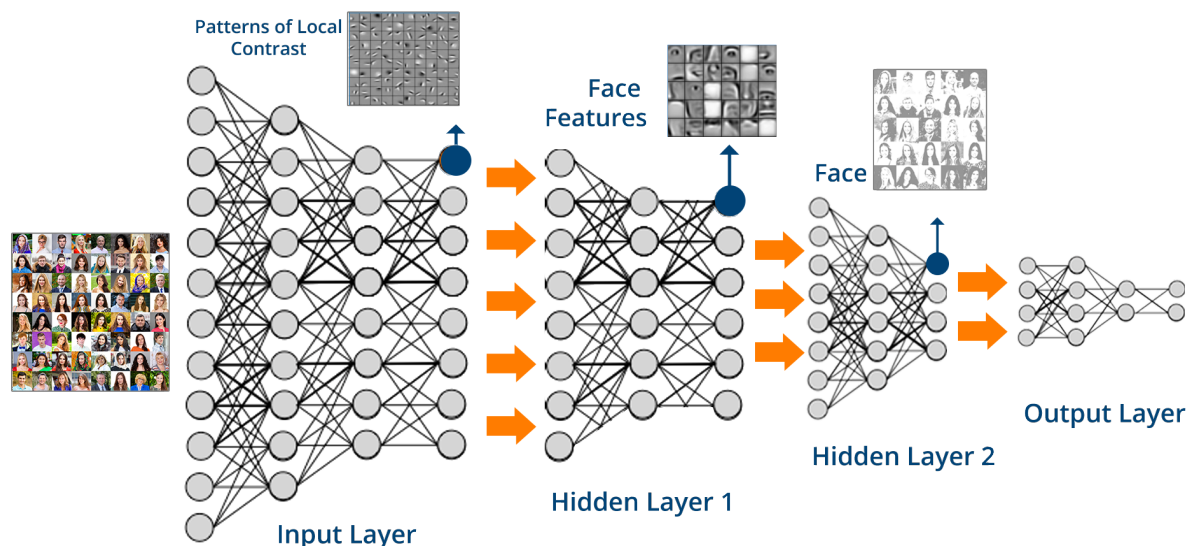 Patterns of Local
Contrast
Face
Features
Face
Input Layer
Hidden Layer 1
Hidden Layer 2
Output Layer